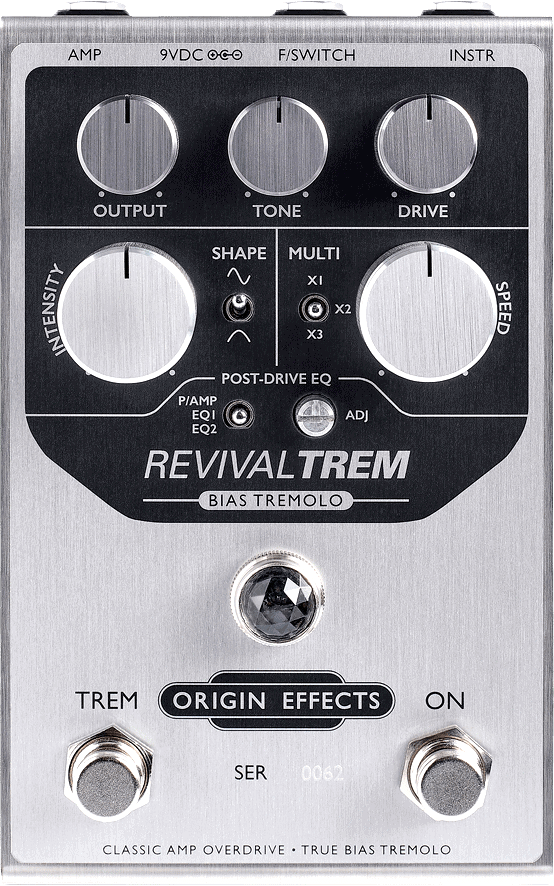 AMP 9VDC F/SWITCH INSTR
OUTPUT TONE DRIVE
SHAPE MULTI
INTENSITY X1 X2 X3 SPEED
POST-DRIVE EQ
P/AMP
EQ1
EQ2
ADJ
REVIVALTREM
BIAS TREMOLO
TREM ORIGIN EFFECTS ON
SER 0062
CLASSIC AMP OVERDRIVE • TRUE BIAS TREMOLO